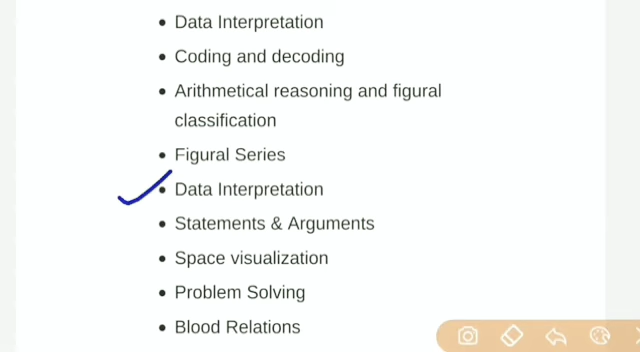 Data Interpretation
Coding and decoding
Arithmetical reasoning and figural
classification
Figural Series
Data Interpretation
Statements & Arguments
Space visualization
Problem Solving
Blood Relations